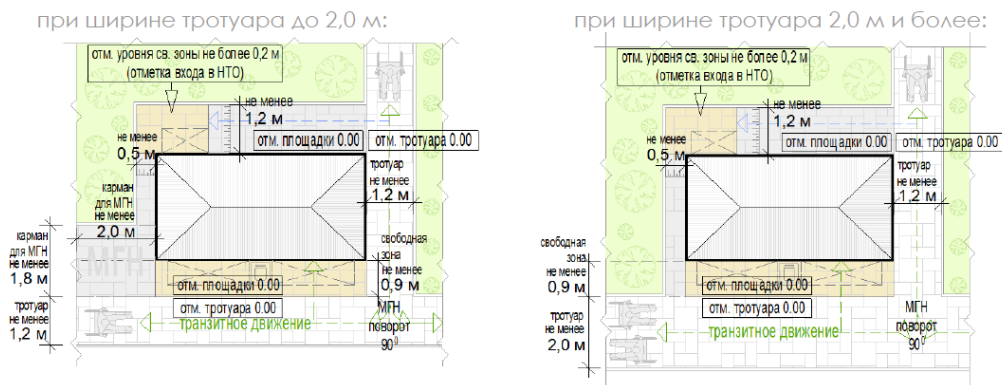 при ширине тротуара до 2,0 м:
отм. уровня св. зоны не более 0,2 м
(отметка входа в НТО)
не менее
1,2 м
отм. площадки 0.00
отм. тротуара 0.00
не менее
0,5 м
тротуар
не менее
1,2 м
карман
для МГН
не менее
2,0 м
МГН
карман
для МГН
не менее
1,8 м
свободная
зона
не менее
0,9 м
отм. площадки 0.00
отм. тротуара 0.00
тротуар
не менее
1,2 м
транзитное движение
МГН
поворот
90⁰
при ширине тротуара 2,0 м и более:
отм. уровня св. зоны не более 0,2 м
(отметка входа в НТО)
не менее
1,2 м
отм. площадки 0.00
отм. тротуара 0.00
не менее
0,5 м
тротуар
не менее
1,2 м
свободная
зона
не менее
0,9 м
отм. площадки 0.00
отм. тротуара 0.00
тротуар
не менее
2,0 м
транзитное движение
МГН
поворот
90⁰